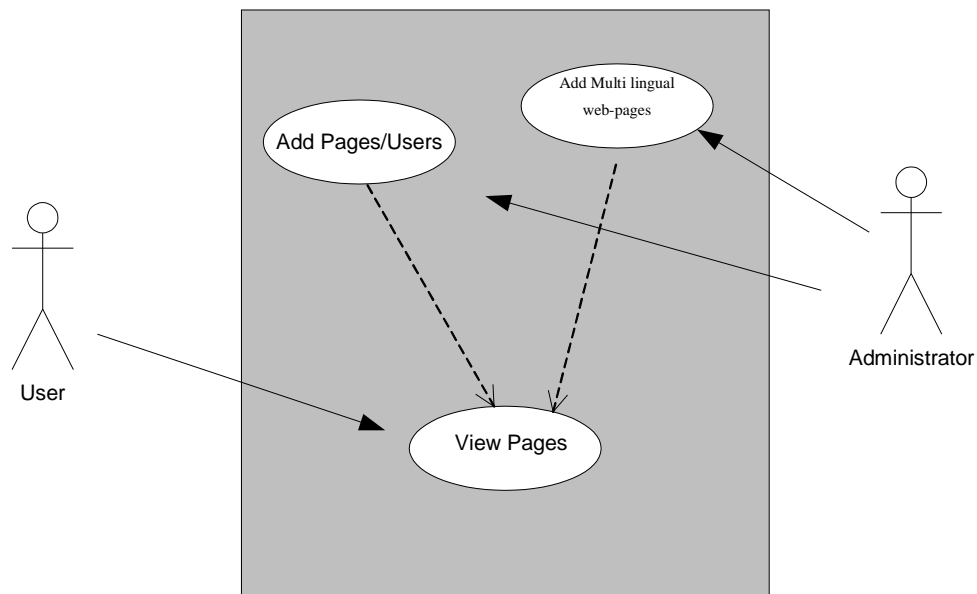 Add Multi lingual
web-pages
Add Pages/Users
User
Administrator
View Pages